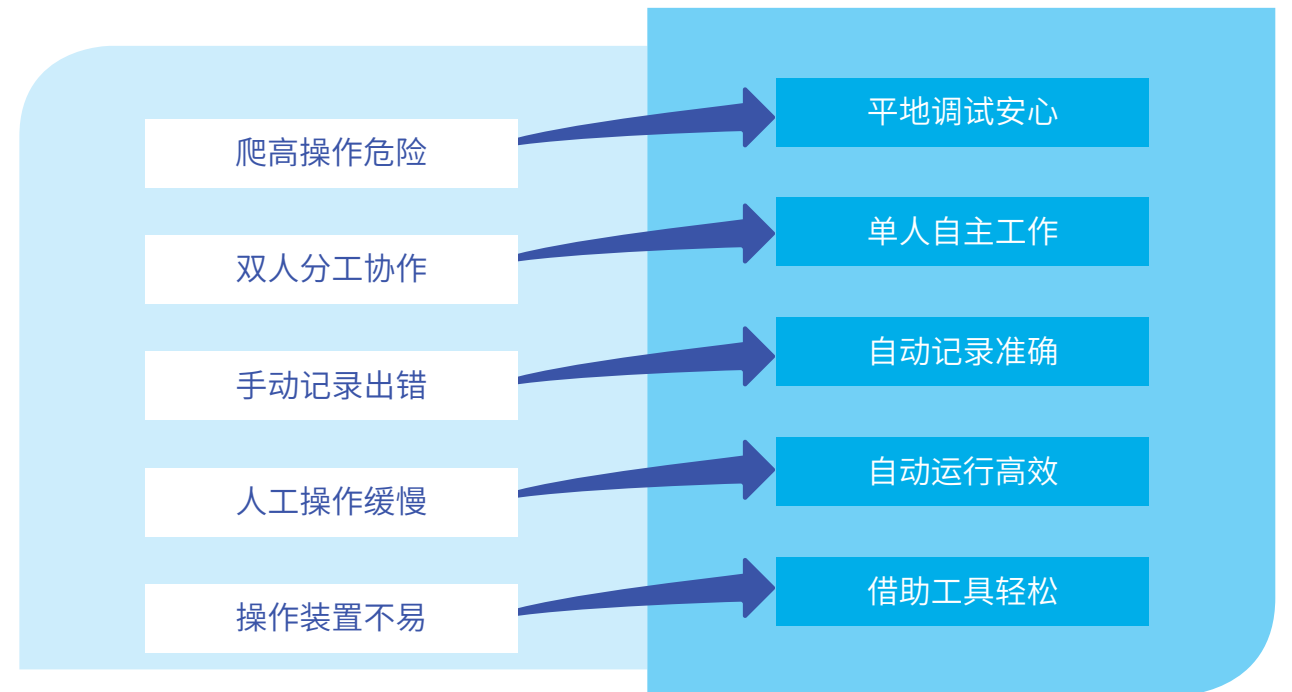 爬高操作危险
平地调试安心
双人分工协作
单人自主工作
手动记录出错
自动记录准确
人工操作缓慢
自动运行高效
操作装置不易
借助工具轻松